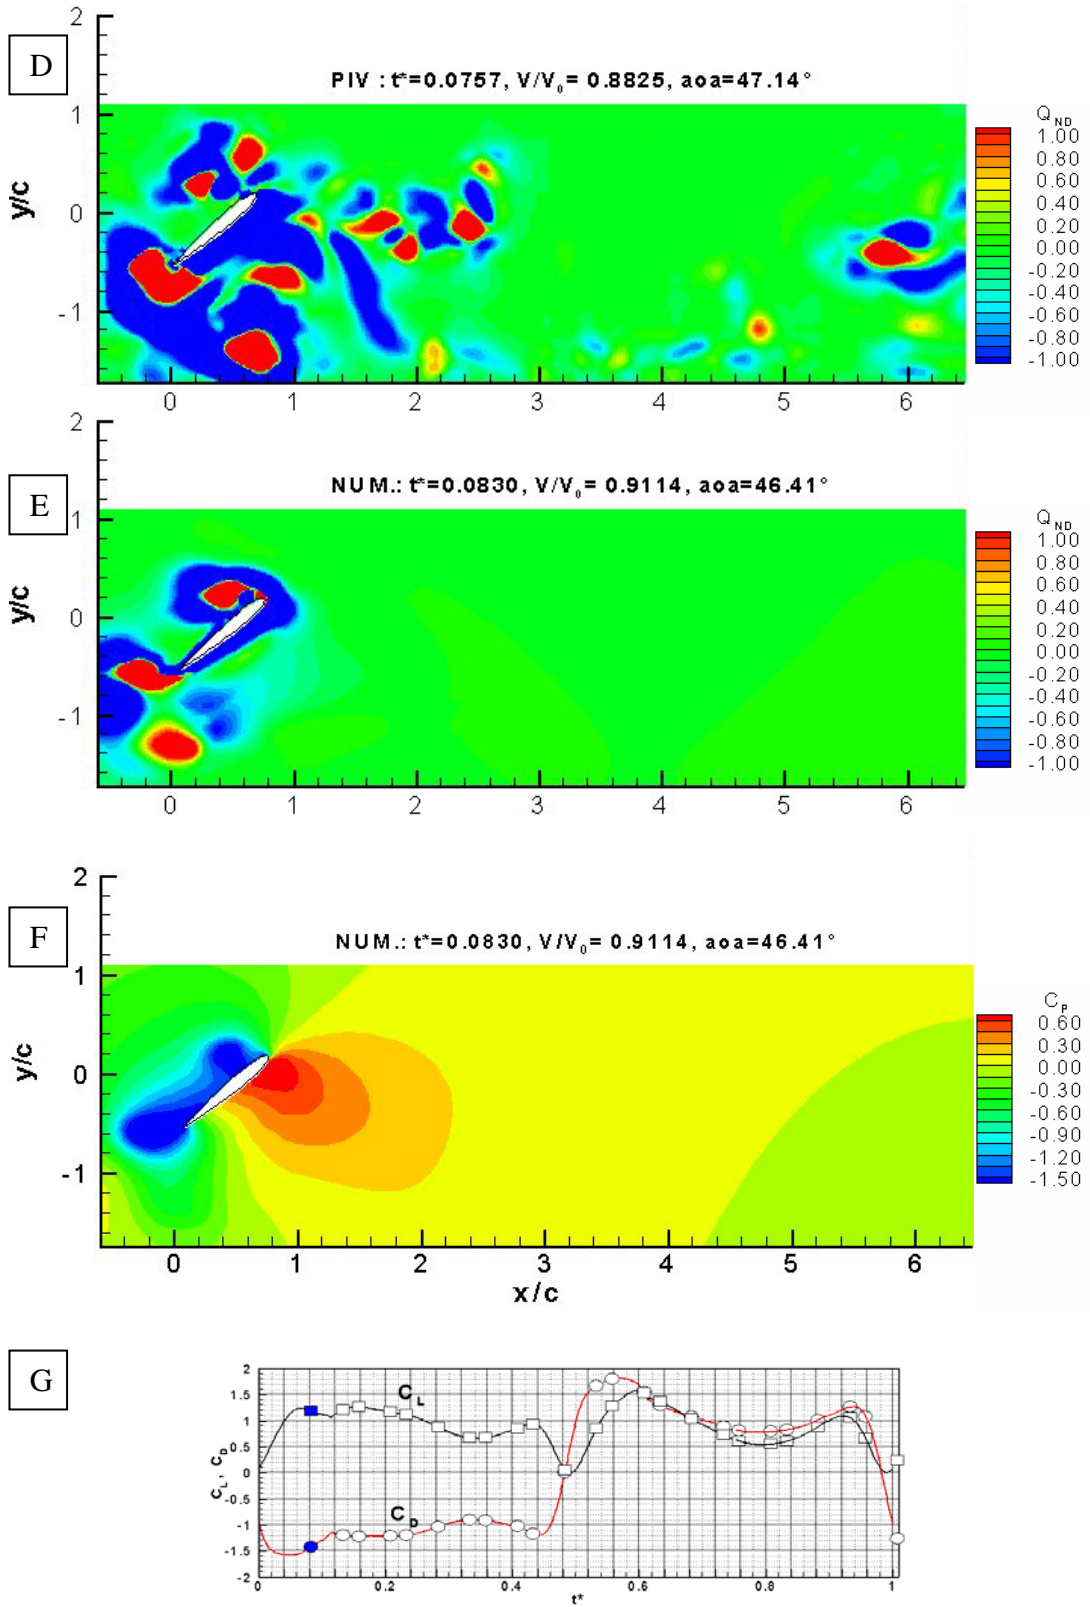 D
PIV : t*=0.0757, V/V0= 0.8825, aoa=47.14°
2
1
0
-1
y/c
0 1 2 3 4 5 6
Q ND
1.00
0.80
0.60
0.40
0.20
0.00
-0.20
-0.40
-0.60
-0.80
-1.00
E
NUM.: t*=0.0830, V/V0= 0.9114, aoa=46.41°
2
1
0
-1
y/c
0 1 2 3 4 5 6
Q ND
1.00
0.80
0.60
0.40
0.20
0.00
-0.20
-0.40
-0.60
-0.80
-1.00
F
NUM.: t*=0.0830, V/V0= 0.9114, aoa=46.41°
2
1
0
-1
y/c
0 1 2 3 4 5 6
x/c
C P
0.60
0.30
0.00
-0.30
-0.60
-0.90
-1.20
-1.50
G
2
1.5
1
0.5
0
-0.5
-1
-1.5
-2
CL, CD
CL
CD
0 0.2 0.4 0.6 0.8 1
t*